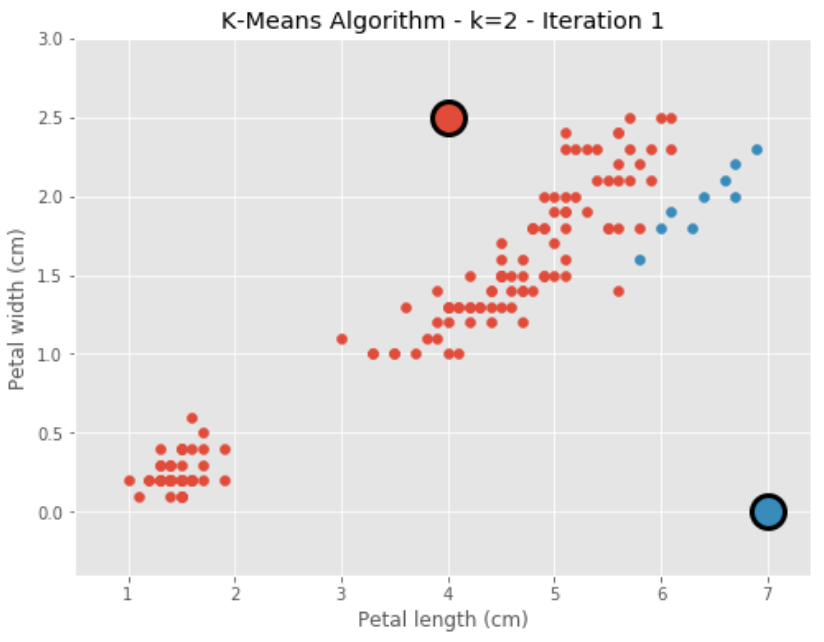 K-Means Algorithm - k=2 - Iteration 1
3.0
2.5
2.0
1.5
1.0
0.5
0.0
Petal width (cm)
1 2 3 4 5 6 7
Petal length (cm)